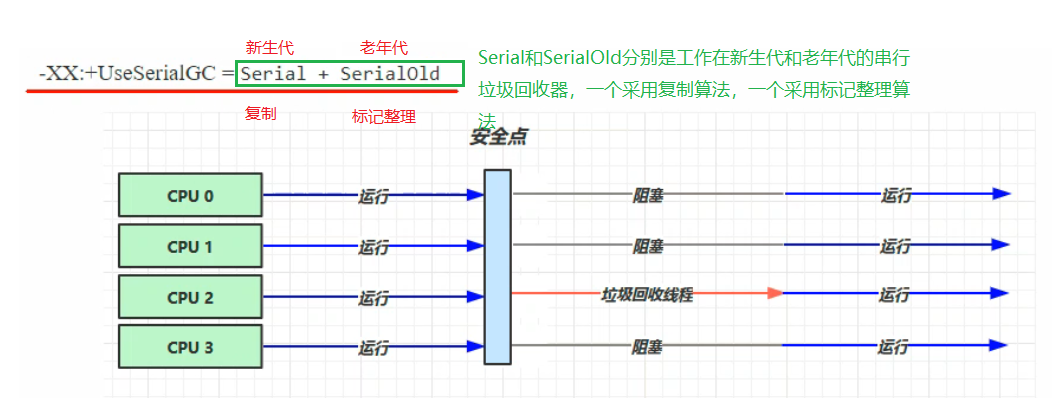 新生代 老年代
-XX:+UseSerialGC = Serial + SerialOld
复制 标记整理
Serial和SerialOld分别是工作在新生代和老年代的串行
垃圾回收器，一个采用复制算法，一个采用标记整理算
法
安全点
CPU 0 运行 阻塞 运行
CPU 1 运行 阻塞 运行
CPU 2 运行 垃圾回收线程 运行
CPU 3 运行 阻塞 运行